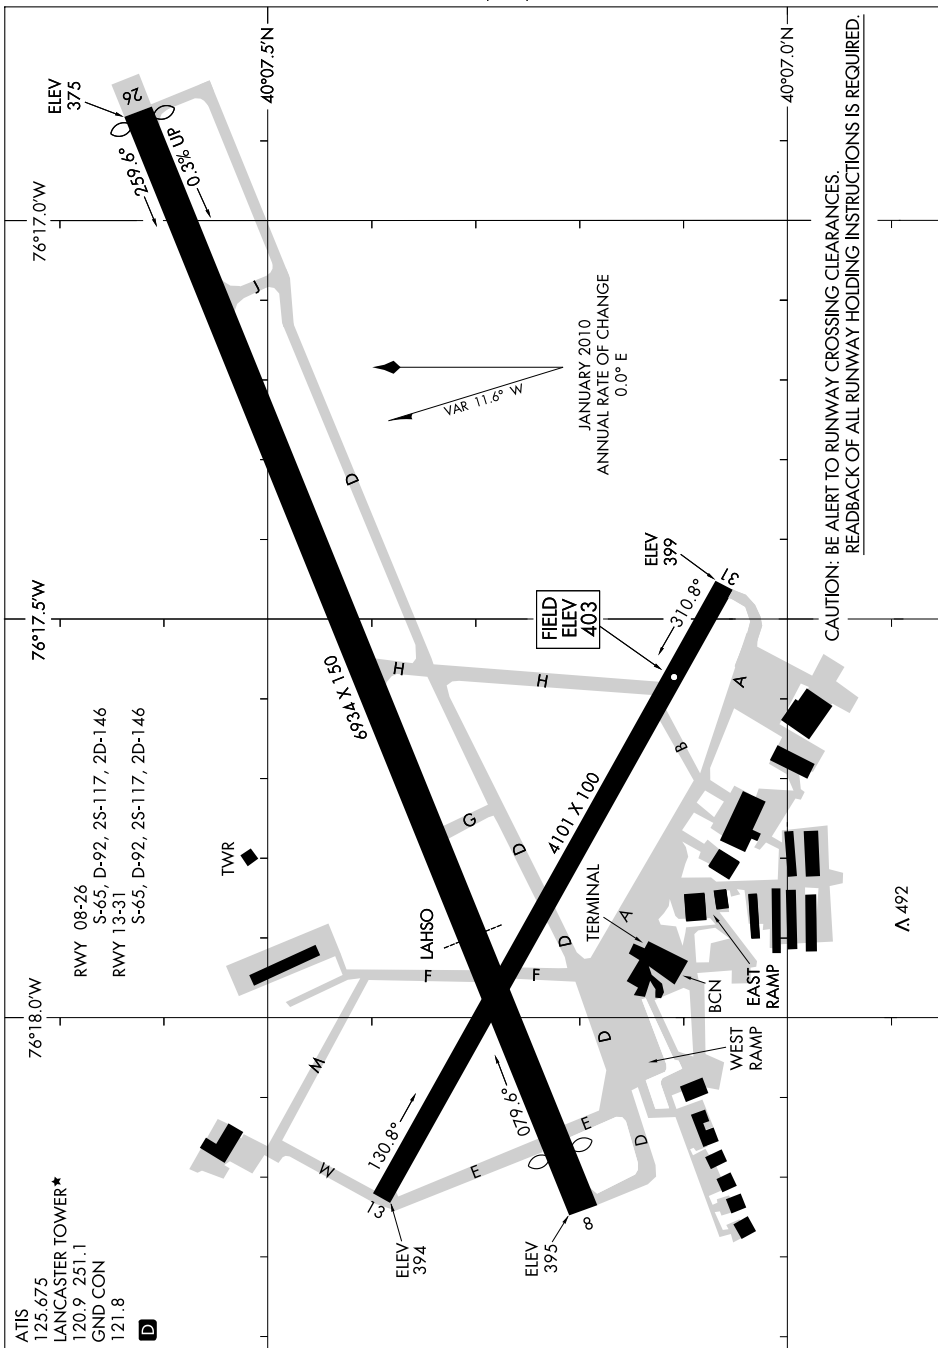 ATIS
125.675
LANCASTER TOWER★
120.9 251.1
GND CON
121.8
D
RWY 08-26
S-65, D-92, 2S-117, 2D-146
RWY 13-31
S-65, D-92, 2S-117, 2D-146
76°18.0'W
76°17.5'W
76°17.0'W
40°07.5'N
40°07.0'N
TWR
LAHSO
ELEV
375
26
259.6°
0.3% UP
J
D
6934 X 150
H
H
G
D
D
F
F
M
W
E
E
D
D
13
130.8°
ELEV
394
079.6°
8
ELEV
395
4101 X 100
FIELD
ELEV
403
310.8°
31
ELEV
399
A
B
A
TERMINAL
BCN
EAST
RAMP
WEST
RAMP
492
VAR 11.6° W
JANUARY 2010
ANNUAL RATE OF CHANGE
0.0° E
CAUTION: BE ALERT TO RUNWAY CROSSING CLEARANCES.
READBACK OF ALL RUNWAY HOLDING INSTRUCTIONS IS REQUIRED.